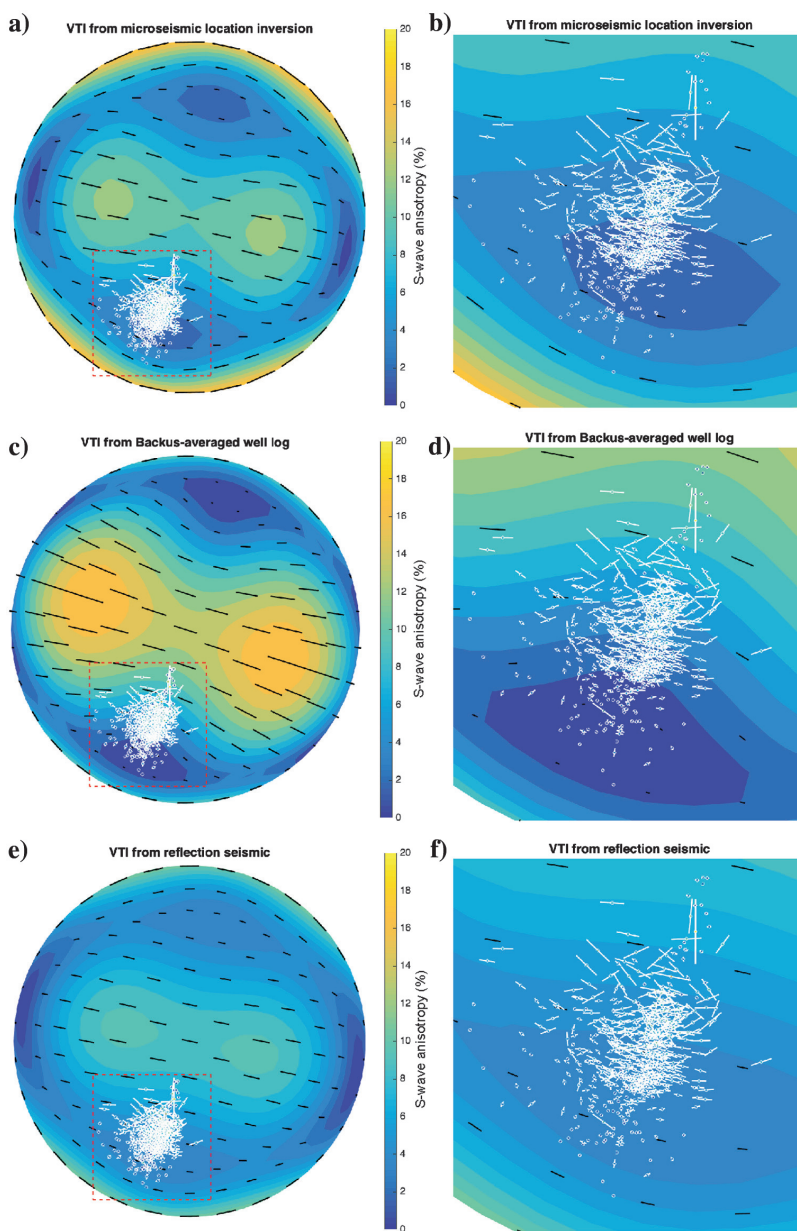 a)
VTI from microseismic location inversion
20
18
16
14
12
10
8
6
4
2
0
S-wave anisotropy (%)
b)
VTI from microseismic location inversion
c)
VTI from Backus-averaged well log
20
18
16
14
12
10
8
6
4
2
0
S-wave anisotropy (%)
d)
VTI from Backus-averaged well log
e)
VTI from reflection seismic
20
18
16
14
12
10
8
6
4
2
0
S-wave anisotropy (%)
f)
VTI from reflection seismic